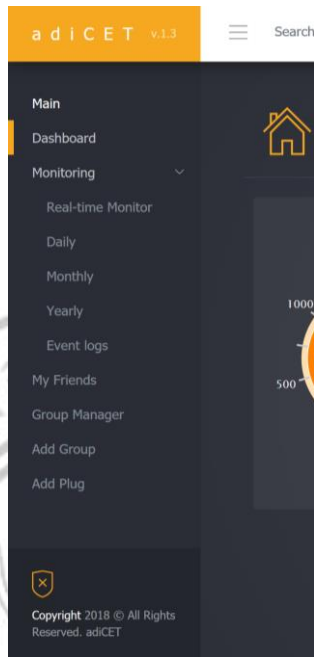 adiCET v.1.3
Search
Main
Dashboard
Monitoring
Real-time Monitor
Daily
Monthly
Yearly
Event logs
My Friends
Group Manager
Add Group
Add Plug
1000
500
Copyright 2018 © All Rights
Reserved. adiCET